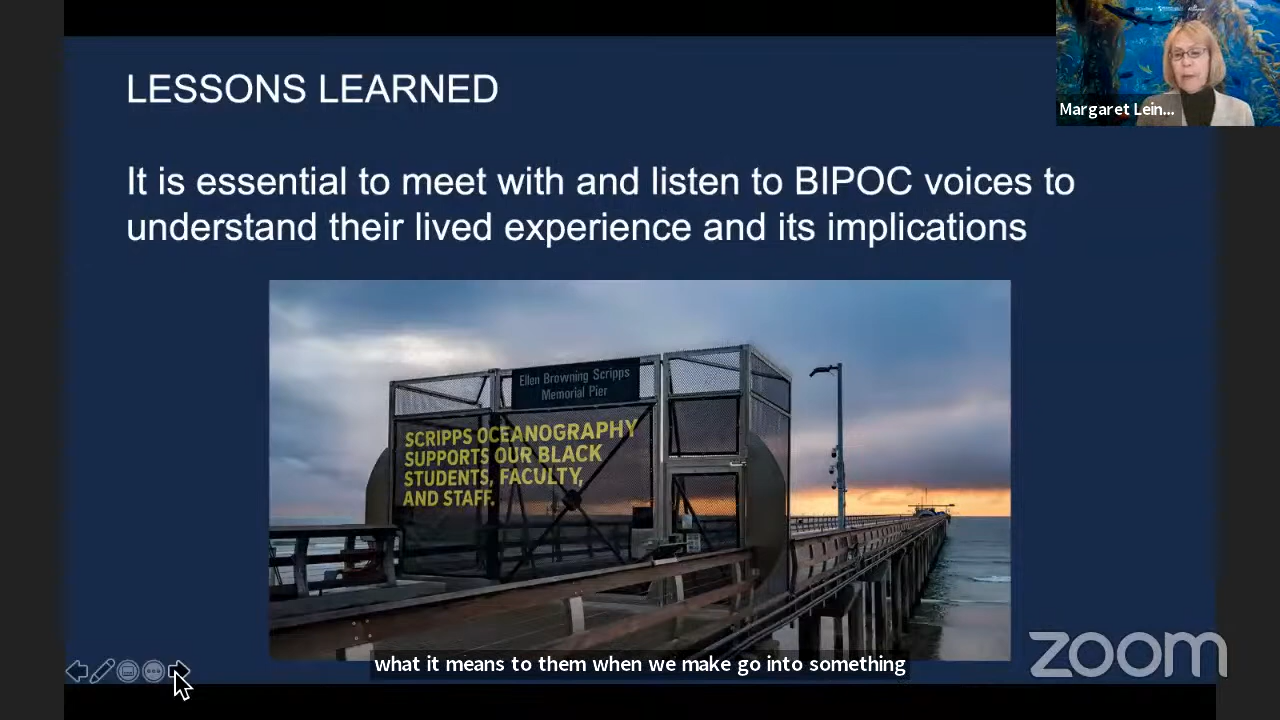 LESSONS LEARNED
Margaret Lein...
It is essential to meet with and listen to BIPOC voices to
understand their lived experience and its implications
Ellen Browning Scripps
Memorial Pier
SCRIPPS OCEANOGRAPHY
SUPPORTS OUR BLACK
STUDENTS, FACULTY,
AND STAFF.
what it means to them when we make go into something
zoom